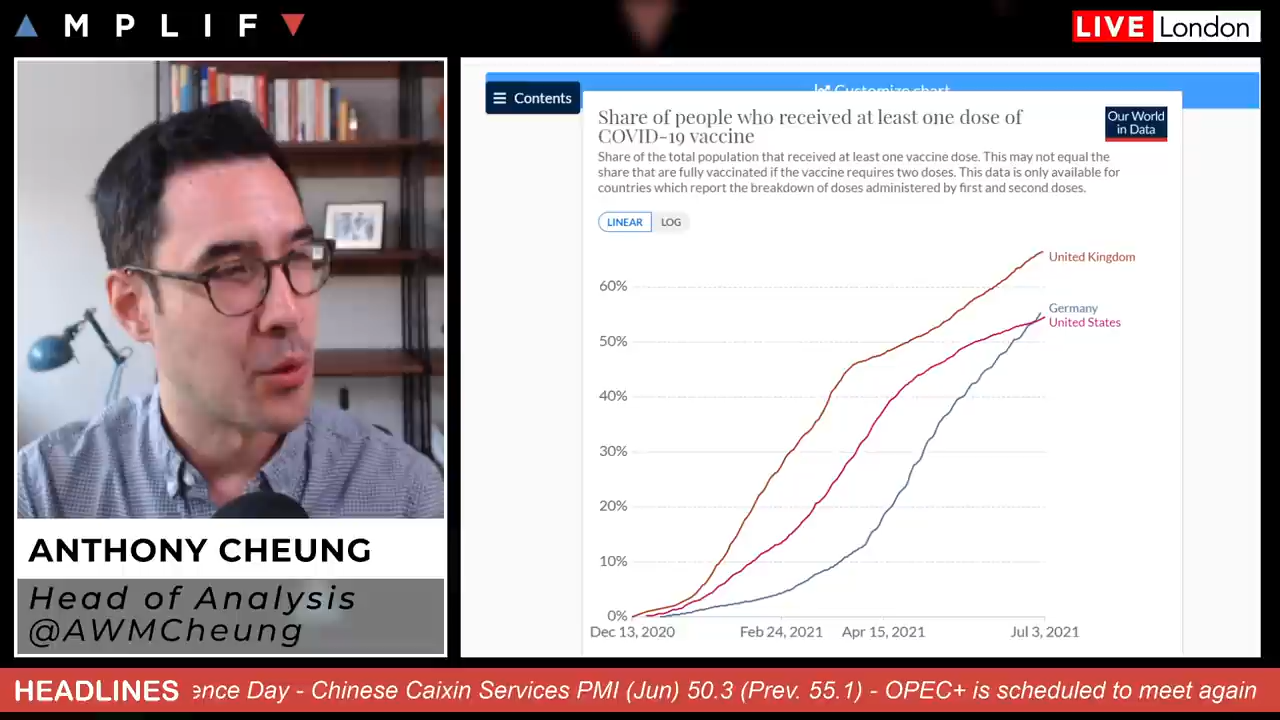 ▲ M P L I F ▼
LIVE London
Contents
Customize chart
Share of people who received at least one dose of
COVID-19 vaccine
Our World
in Data
Share of the total population that received at least one vaccine dose. This may not equal the
share that are fully vaccinated if the vaccine requires two doses. This data is only available for
countries which report the breakdown of doses administered by first and second doses.
LINEAR LOG
United Kingdom
60%
Germany
United States
50%
40%
30%
20%
10%
0%
Dec 13, 2020 Feb 24, 2021 Apr 15, 2021 Jul 3, 2021
ANTHONY CHEUNG
Head of Analysis
@AWMCheung
HEADLINES ence Day - Chinese Caixin Services PMI (Jun) 50.3 (Prev. 55.1) - OPEC+ is scheduled to meet again